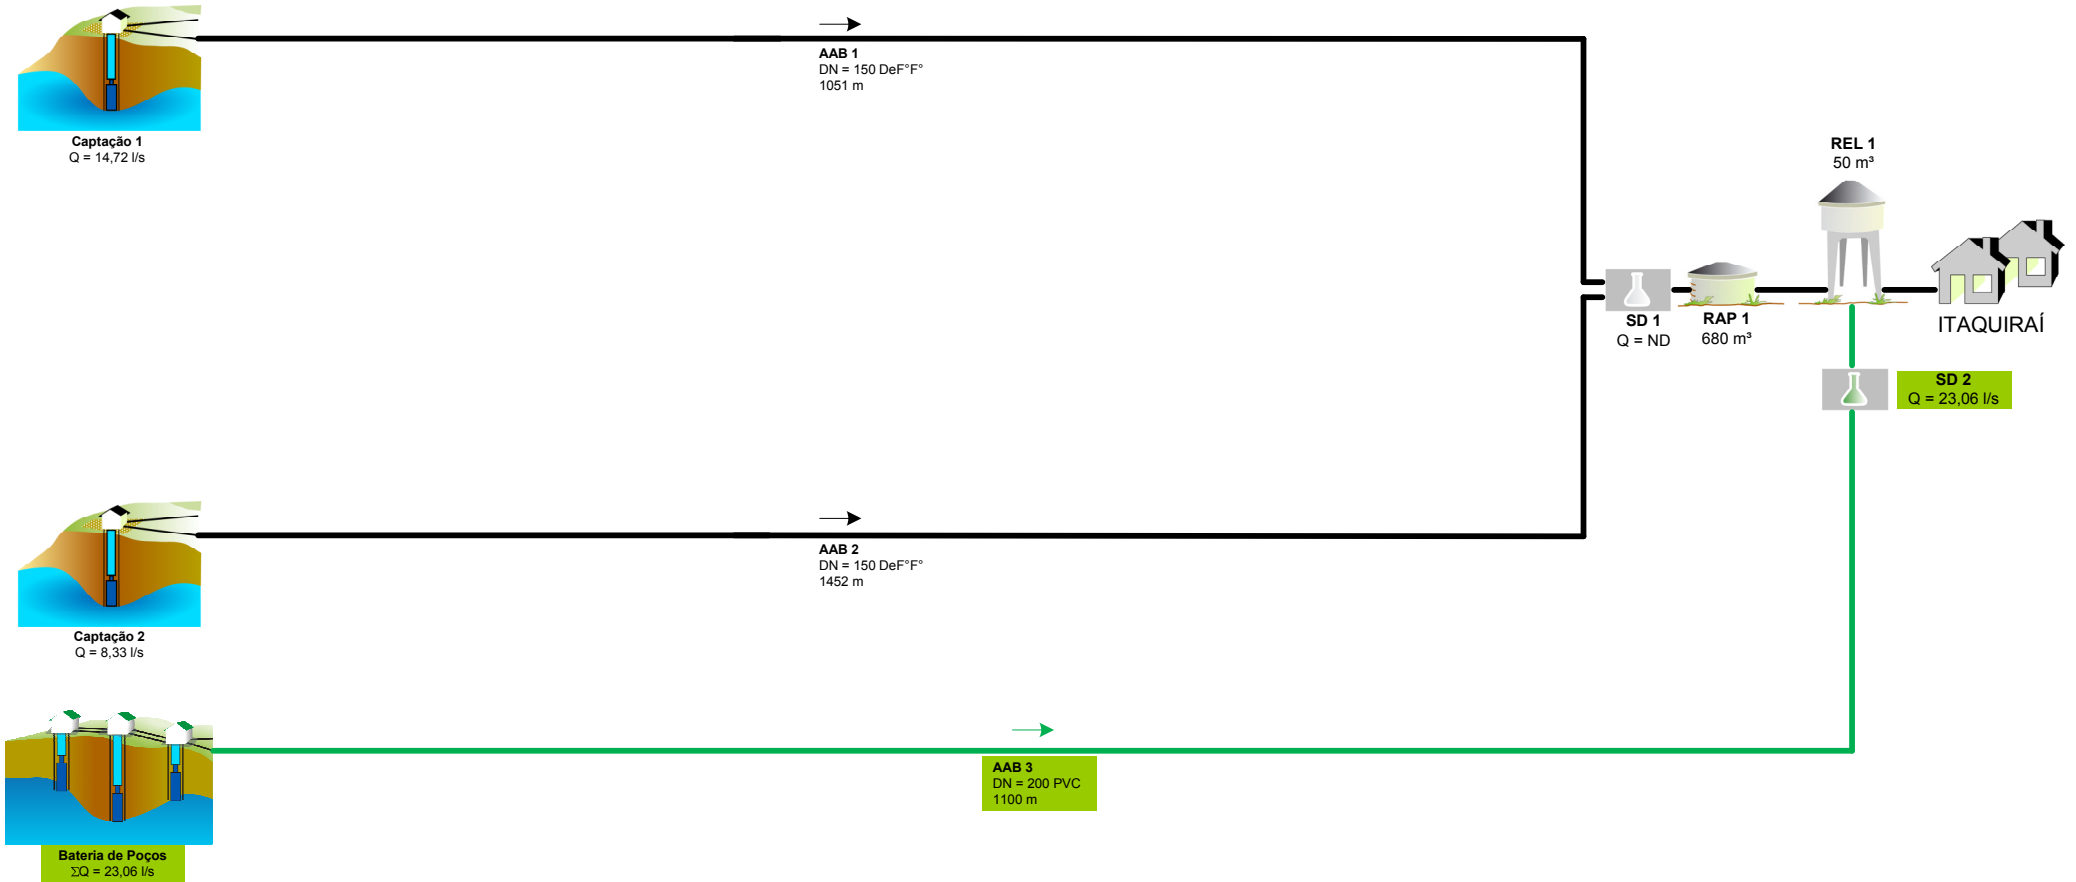 AAB 1
DN = 150 DeF°F°
1051 m
Captação 1
Q = 14,72 l/s
REL 1
50 m³
SD 1
Q = ND
RAP 1
680 m³
ITAQUIRAÍ
SD 2
Q = 23,06 l/s
AAB 2
DN = 150 DeF°F°
1452 m
Captação 2
Q = 8,33 l/s
AAB 3
DN = 200 PVC
1100 m
Bateria de Poços
ΣQ = 23,06 l/s